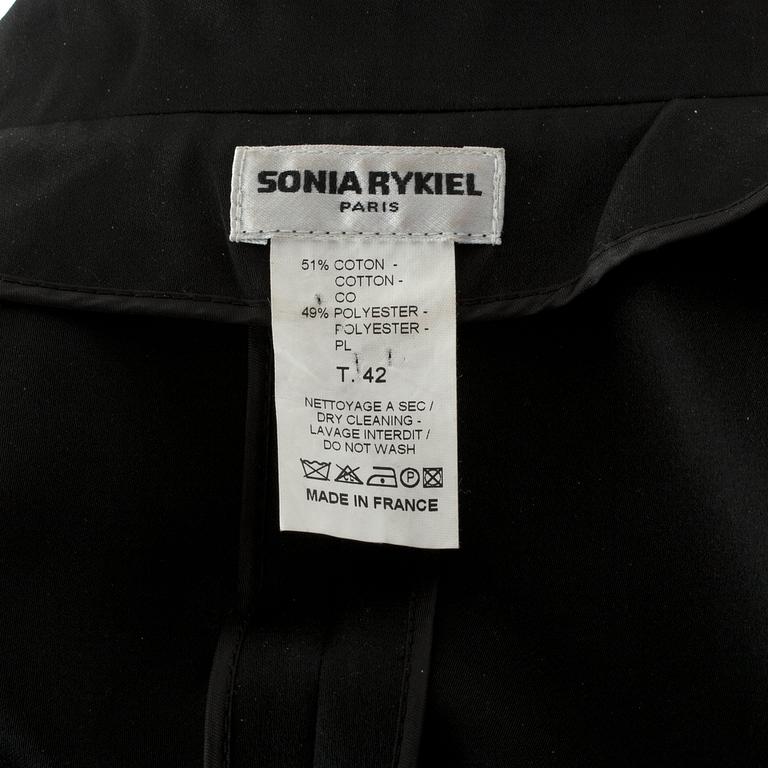 SONIA RYKIEL
PARIS
51% COTON -
COTTON -
CO
49% POLYESTER -
POLYESTER -
PL
T. 42
NETTOYAGE A SEC /
DRY CLEANING -
LAVAGE INTERDIT /
DO NOT WASH
P
MADE IN FRANCE